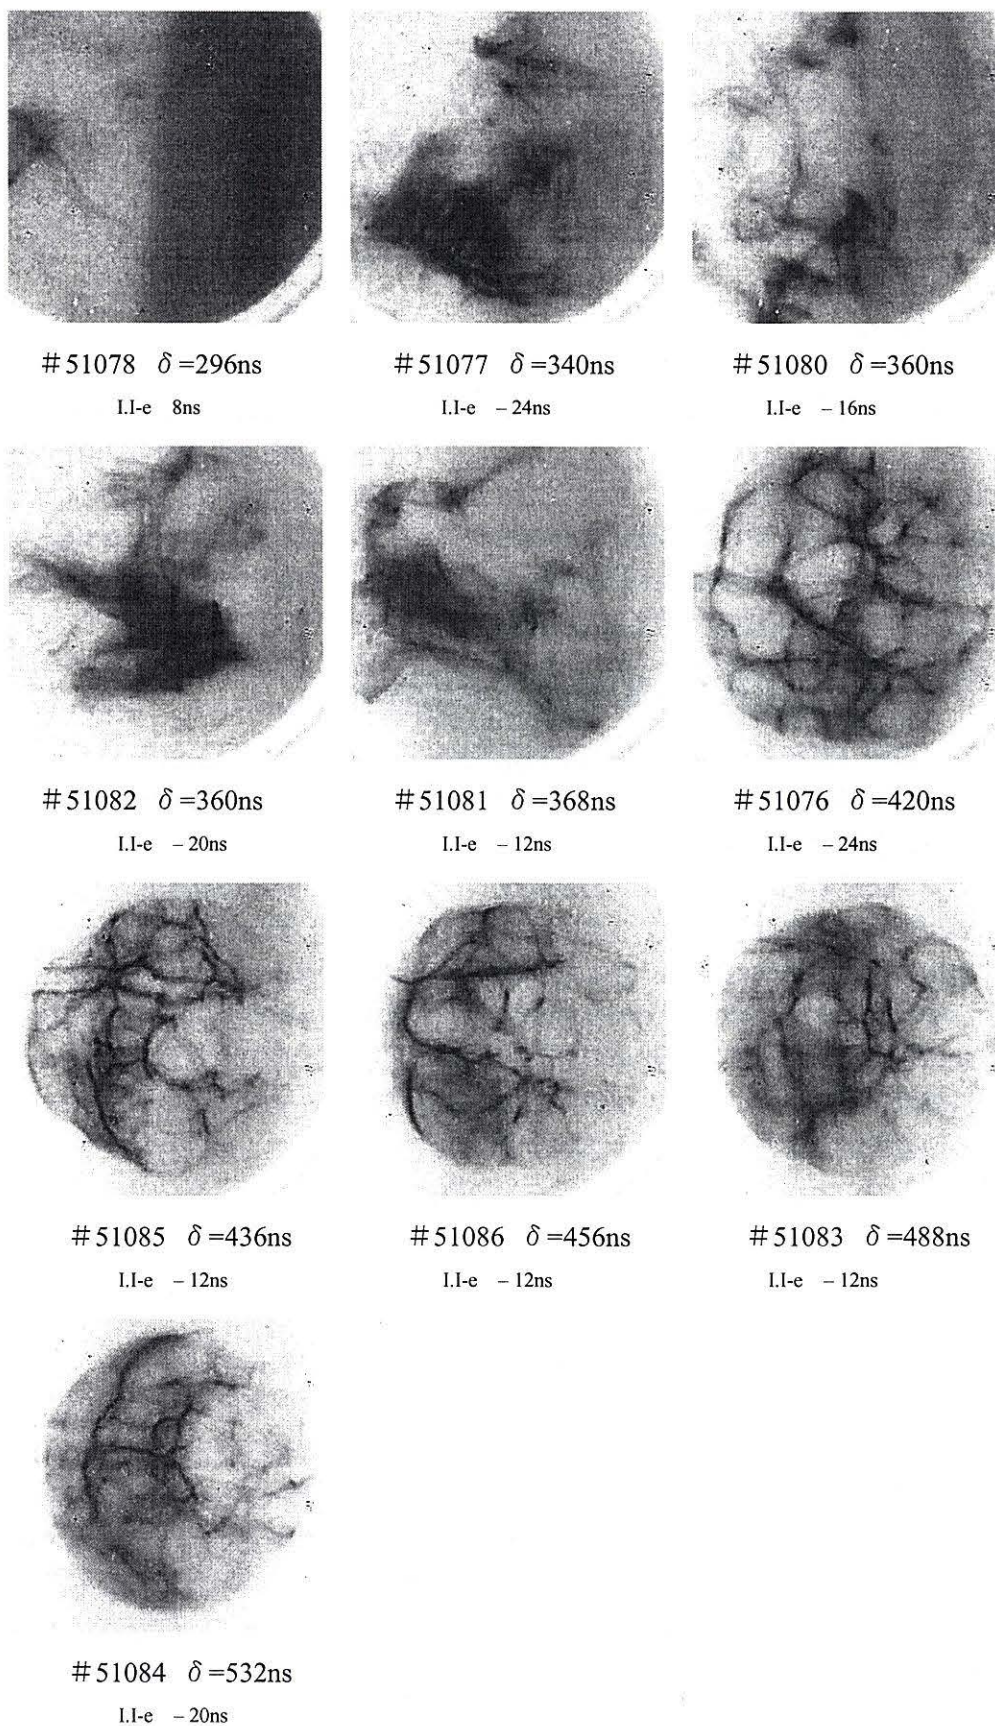 #51078 δ=296ns #51077 δ=340ns #51080 δ=360ns
I.I-e 8ns I.I-e –24ns I.I-e –16ns
#51082 δ=360ns #51081 δ=368ns #51076 δ=420ns
I.I-e –20ns I.I-e –12ns I.I-e –24ns
#51085 δ=436ns #51086 δ=456ns #51083 δ=488ns
I.I-e –12ns I.I-e –12ns I.I-e –12ns
#51084 δ=532ns
I.I-e –20ns